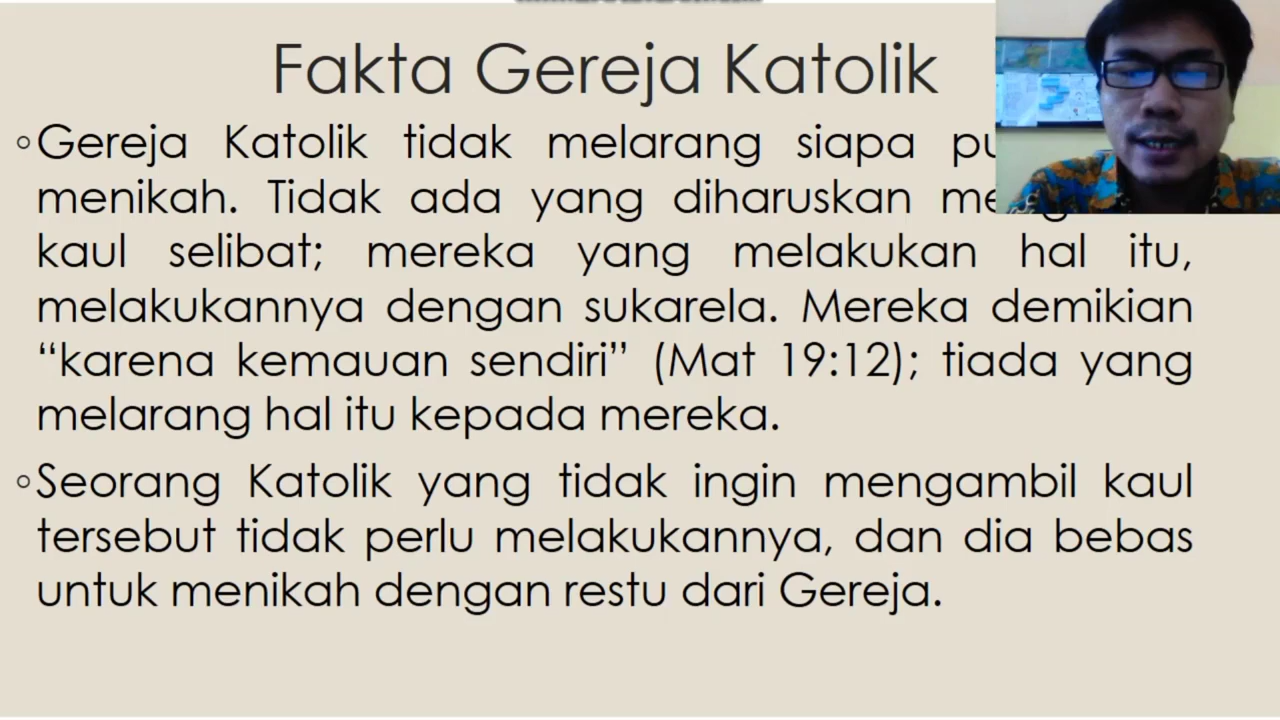 Fakta Gereja Katolik
◦Gereja Katolik tidak melarang siapa
menikah. Tidak ada yang diharuskan
kaul selibat; mereka yang melakukan hal itu,
melakukannya dengan sukarela. Mereka demikian
“karena kemauan sendiri” (Mat 19:12); tiada yang
melarang hal itu kepada mereka.
◦Seorang Katolik yang tidak ingin mengambil kaul
tersebut tidak perlu melakukannya, dan dia bebas
untuk menikah dengan restu dari Gereja.